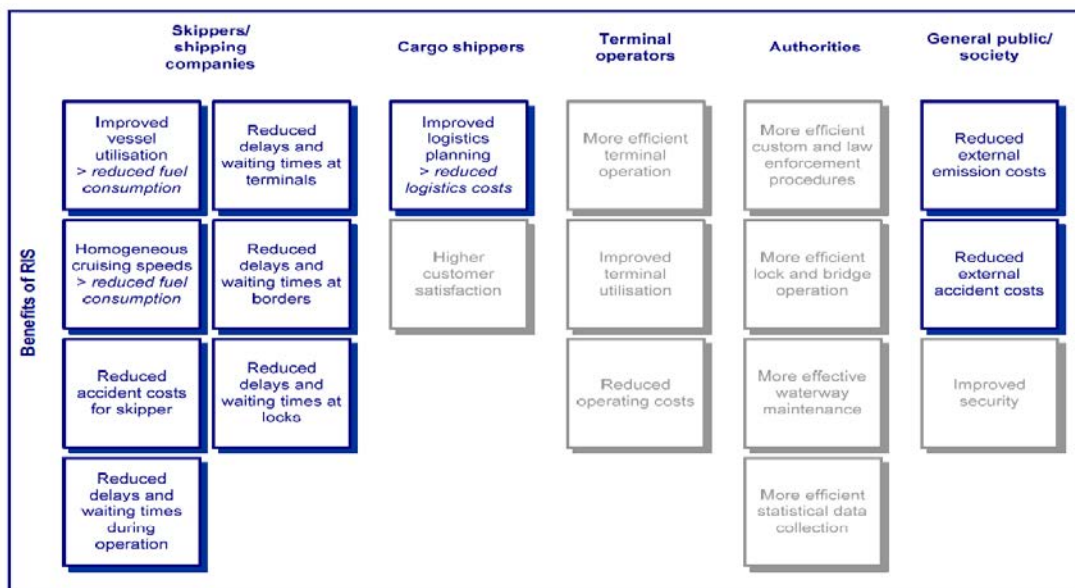 Skippers/
shipping
companies
Cargo shippers
Terminal
operators
Authorities
General public/
society
Benefits of RIS
Improved
vessel
utilisation
> reduced fuel
consumption
Reduced
delays and
waiting times at
terminals
Improved
logistics
planning
> reduced
logistics costs
More efficient
terminal
operation
More efficient
custom and law
enforcement
procedures
Reduced
external
emission costs
Homogeneous
cruising speeds
> reduced fuel
consumption
Reduced
delays and
waiting times at
borders
Higher
customer
satisfaction
Improved
terminal
utilisation
More efficient
lock and bridge
operation
Reduced
external
accident costs
Reduced
accident costs
for skipper
Reduced
delays and
waiting times at
locks
Reduced
operating costs
More effective
waterway
maintenance
Improved
security
Reduced
delays and
waiting times
during
operation
More efficient
statistical data
collection